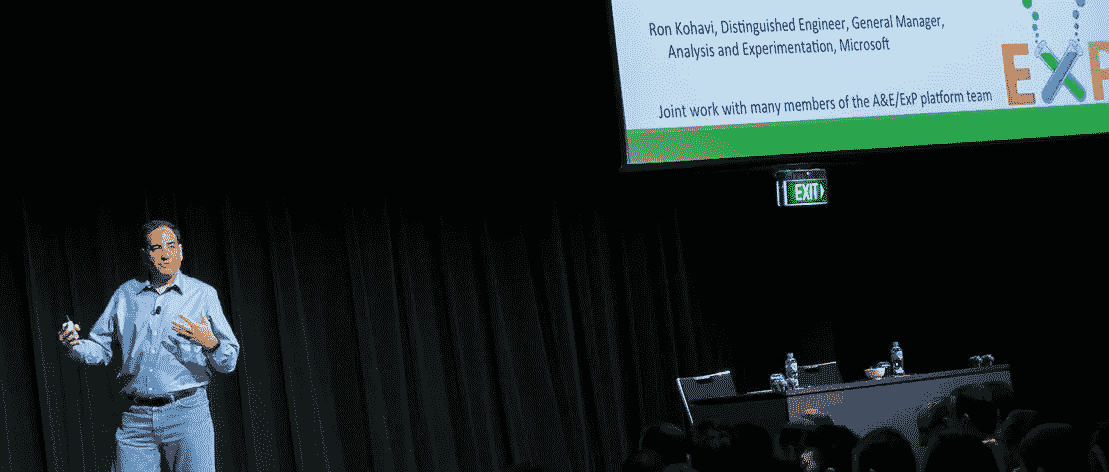 Ron Kohavi, Distinguished Engineer, General Manager,
Analysis and Experimentation, Microsoft
Joint work with many members of the A&E/ExP platform team
EXP
EXIT